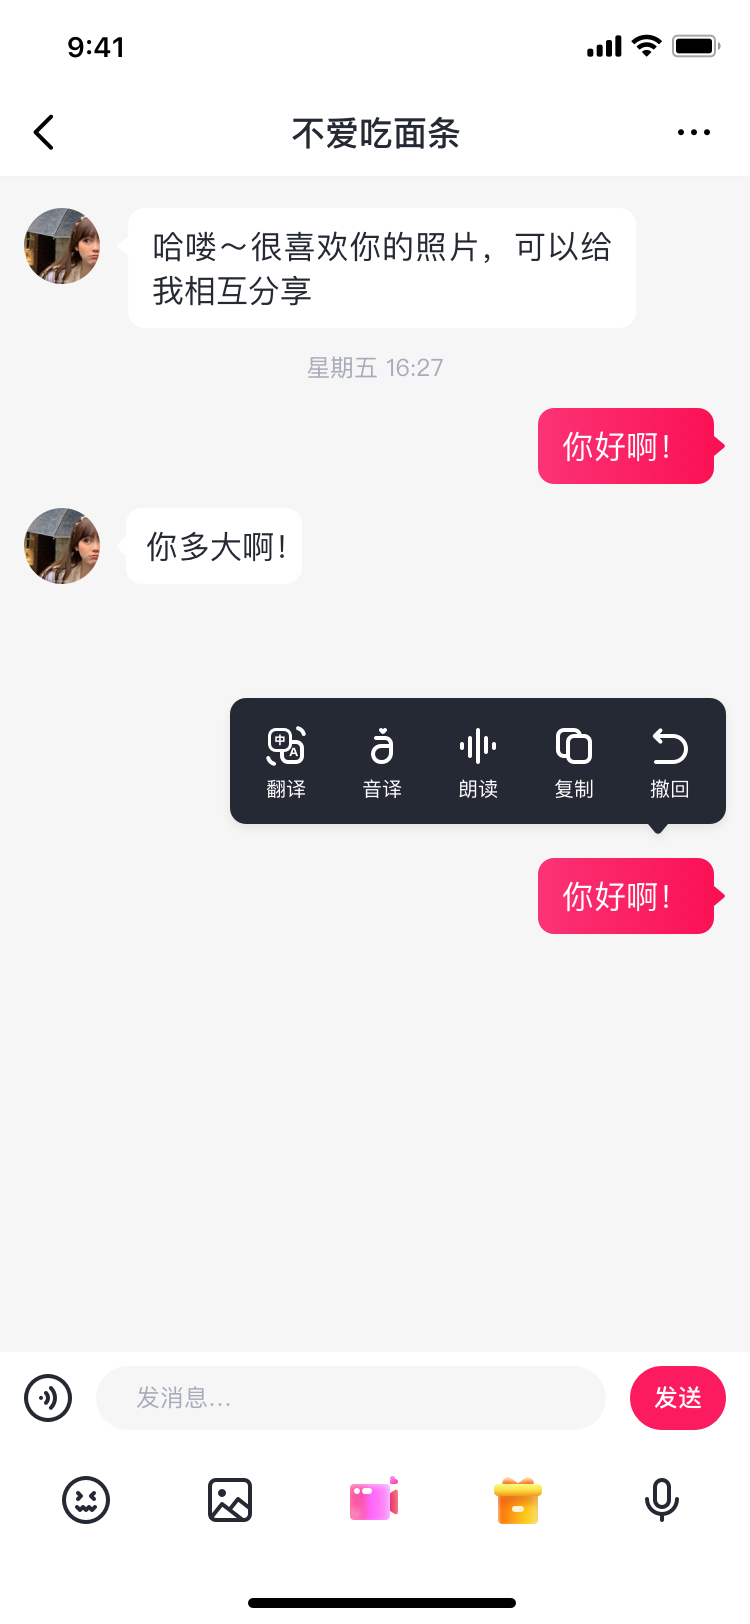 9:41
不爱吃面条
哈喽～很喜欢你的照片，可以给
我相互分享
星期五 16:27
你好啊！
你多大啊！
中 A ǎ
翻译 音译 朗读 复制 撤回
你好啊！
发消息...
发送